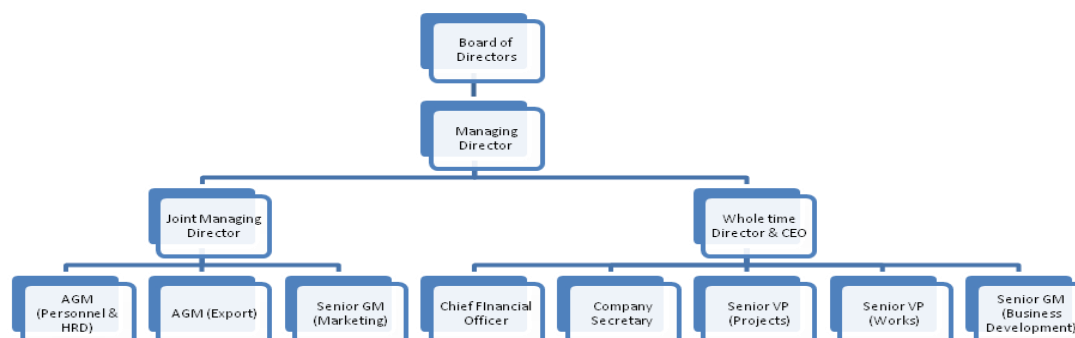 Board of
Directors
Managing
Director
Joint Managing
Director
Whole time
Director & CEO
AGM
(Personnel &
HRD)
AGM (Export)
Senior GM
(Marketing)
Chief FInancial
Officer
Company
Secretary
Senior VP
(Projects)
Senior VP
(Works)
Senior GM
(Business
Development)